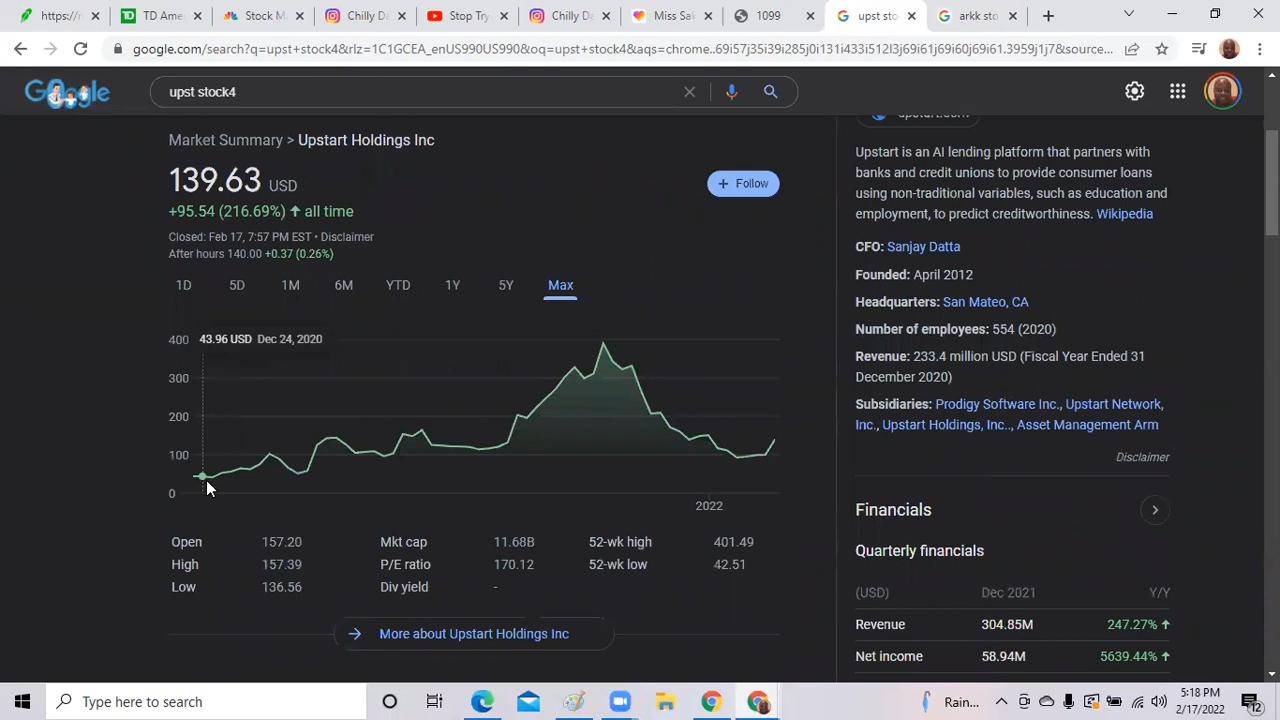 https://m
TD Ame
Stock M
Chilly D
Stop Try
Chilly Da
Miss Sak
1099
upst sto
arkk sto
google.com/search?q=upst+stock4&rlz=1C1GCEA_enUS990US990&oq=upst+stock4&aqs=chrome..69i57j35i39i285j0i131i433i512l3j69i61j69i60j69i61.3959j1j7&source...
Google
upst stock4
Market Summary > Upstart Holdings Inc
139.63 USD
+ Follow
+95.54 (216.69%) ↑ all time
Closed: Feb 17, 7:57 PM EST • Disclaimer
After hours 140.00 +0.37 (0.26%)
1D 5D 1M 6M YTD 1Y 5Y Max
43.96 USD Dec 24, 2020
400
300
200
100
0
2022
Open 157.20 Mkt cap 11.68B 52-wk high 401.49
High 157.39 P/E ratio 170.12 52-wk low 42.51
Low 136.56 Div yield -
→ More about Upstart Holdings Inc
Upstart is an AI lending platform that partners with
banks and credit unions to provide consumer loans
using non-traditional variables, such as education and
employment, to predict creditworthiness. Wikipedia
CFO: Sanjay Datta
Founded: April 2012
Headquarters: San Mateo, CA
Number of employees: 554 (2020)
Revenue: 233.4 million USD (Fiscal Year Ended 31
December 2020)
Subsidiaries: Prodigy Software Inc., Upstart Network,
Inc., Upstart Holdings, Inc.., Asset Management Arm
Disclaimer
Financials
Quarterly financials
(USD) Dec 2021 Y/Y
Revenue 304.85M 247.27% ↑
Net income 58.94M 5639.44% ↑
Type here to search
Rain...
5:18 PM
2/17/2022
12